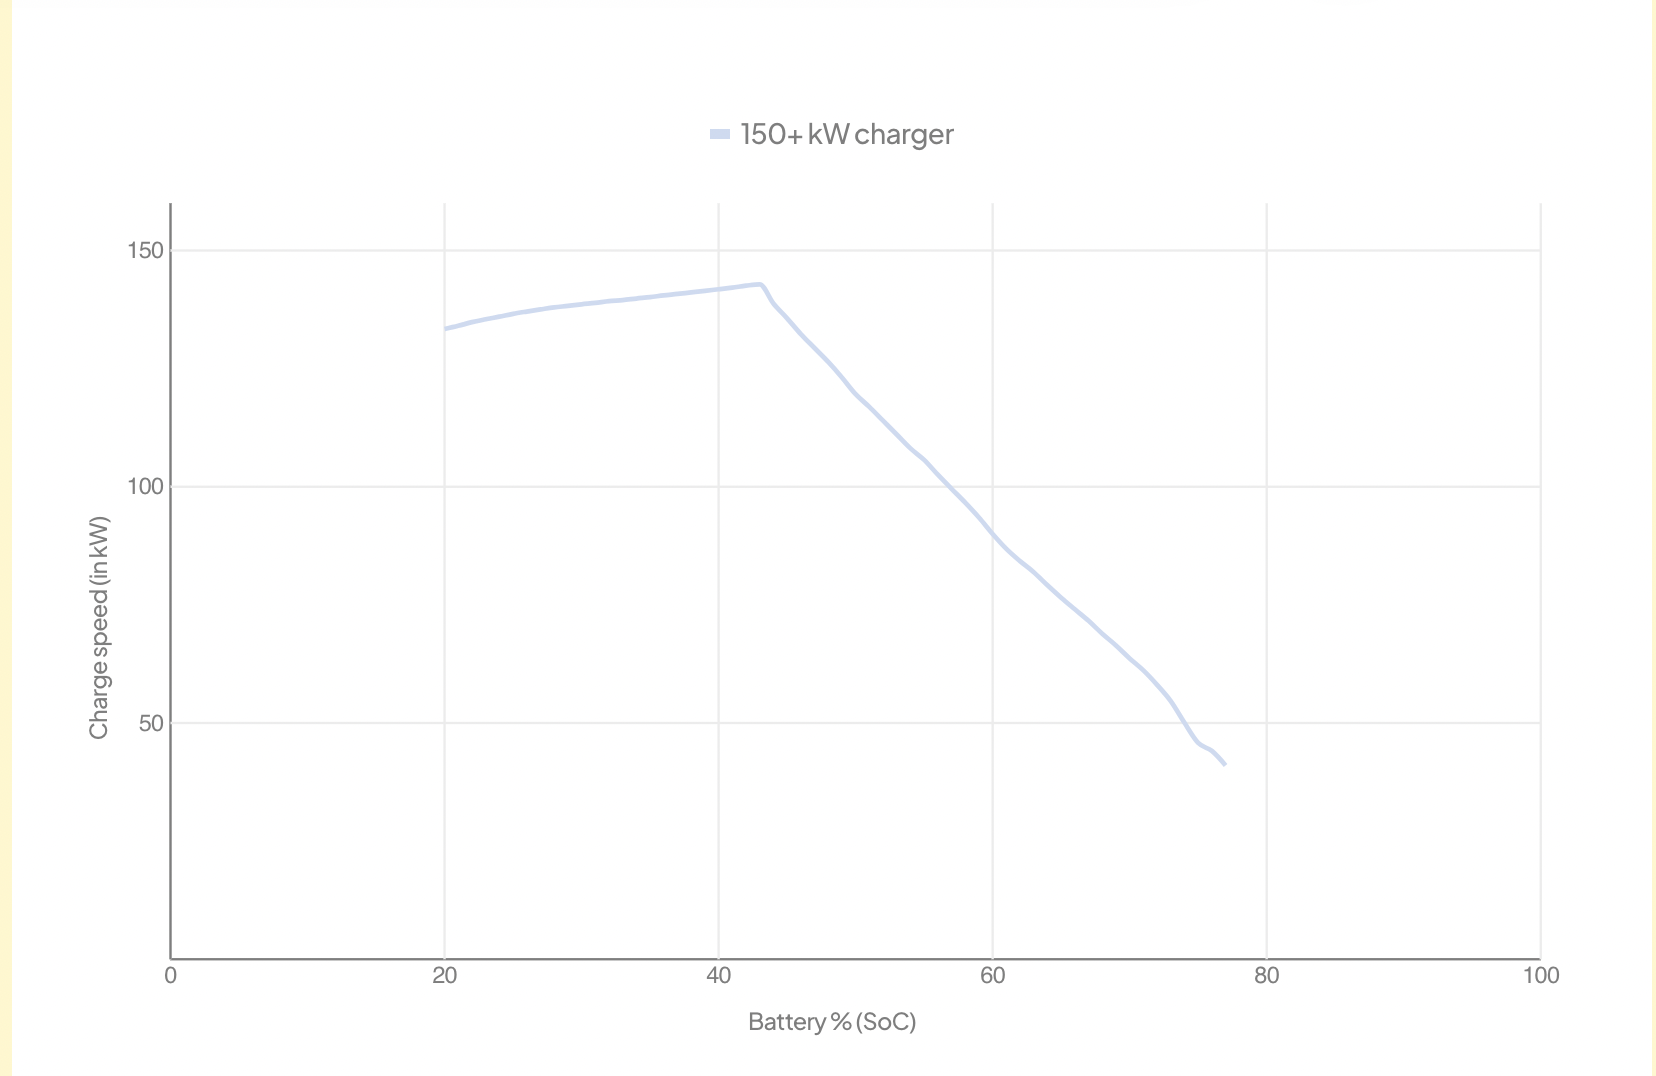 150+ kW charger
150
100
50
Charge speed (in kW)
0 20 40 60 80 100
Battery % (SoC)